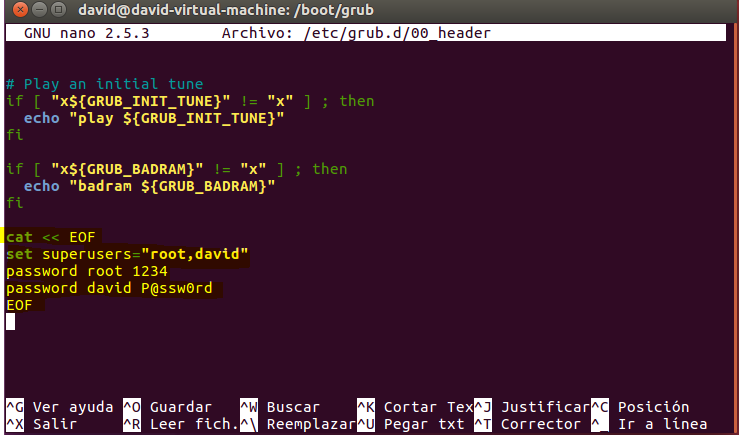 david@david-virtual-machine: /boot/grub
GNU nano 2.5.3 Archivo: /etc/grub.d/00_header
# Play an initial tune
if [ "x${GRUB_INIT_TUNE}" != "x" ] ; then
  echo "play ${GRUB_INIT_TUNE}"
fi
if [ "x${GRUB_BADRAM}" != "x" ] ; then
  echo "badram ${GRUB_BADRAM}"
fi
cat << EOF
set superusers="root,david"
password root 1234
password david P@ssw0rd
EOF
^G Ver ayuda ^O Guardar ^W Buscar ^K Cortar Tex ^J Justificar ^C Posición
^X Salir ^R Leer fich. ^\ Reemplazar ^U Pegar txt ^T Corrector ^_ Ir a línea